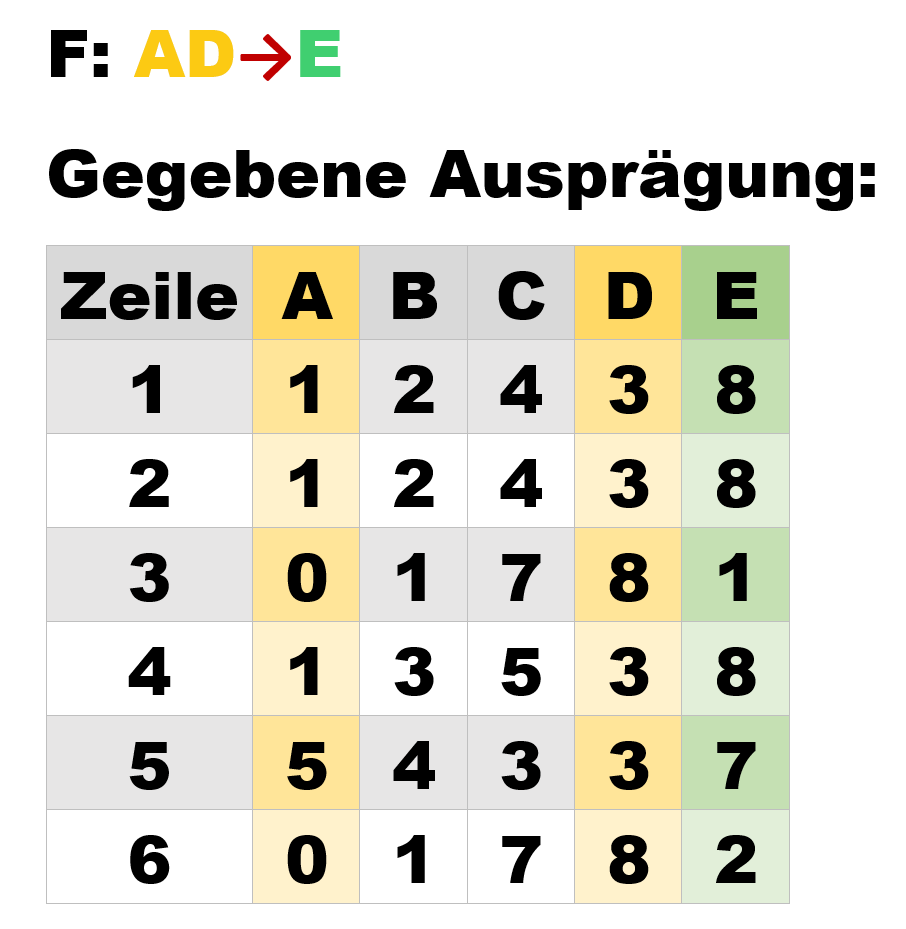 F: AD→E
Gegebene Ausprägung:
Zeile A B C D E
1 1 2 4 3 8
2 1 2 4 3 8
3 0 1 7 8 1
4 1 3 5 3 8
5 5 4 3 3 7
6 0 1 7 8 2